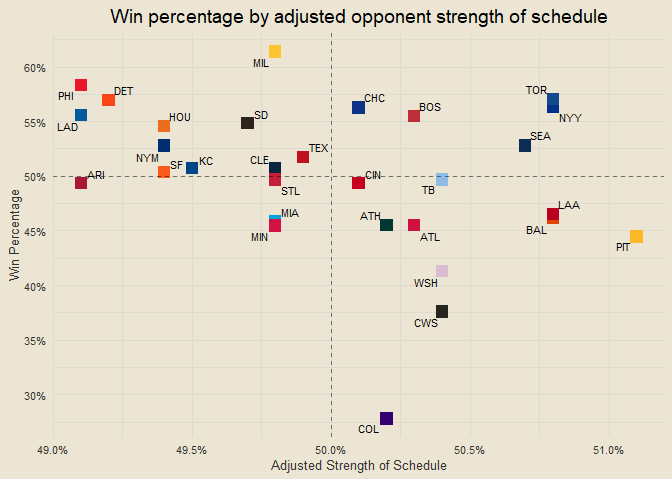 Win percentage by adjusted opponent strength of schedule
Win Percentage
60%
55%
50%
45%
40%
35%
30%
MIL
PHI
DET
LAD
HOU
SD
CHC
BOS
TOR
NYY
SEA
NYM
SF
KC
CLE
TEX
ARI
STL
CIN
TB
MIA
MIN
ATH
ATL
LAA
BAL
PIT
WSH
CWS
COL
49.0%
49.5%
50.0%
50.5%
51.0%
Adjusted Strength of Schedule